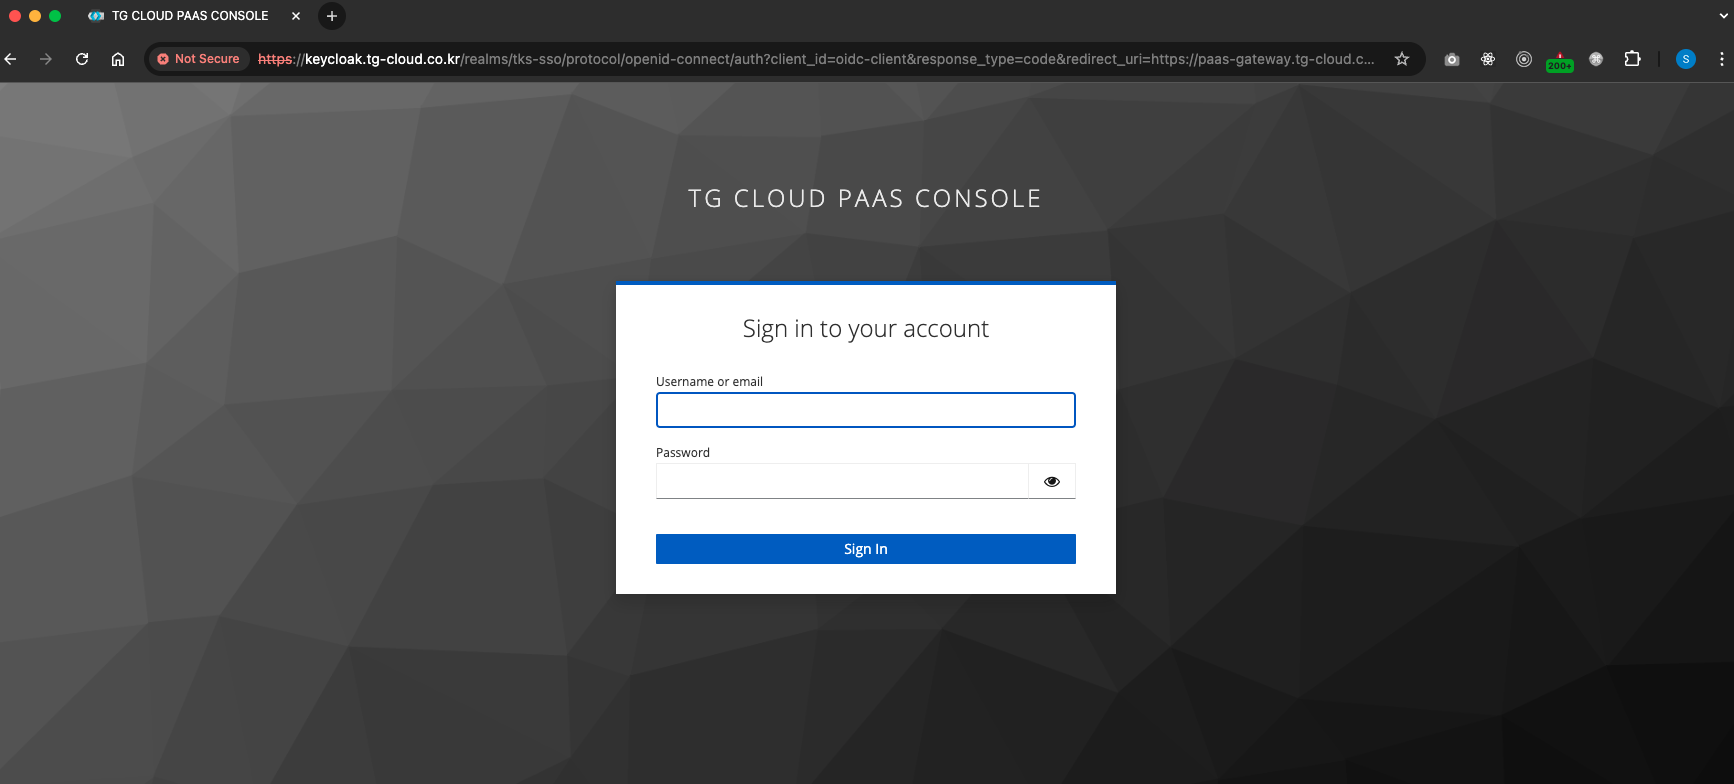 TG CLOUD PAAS CONSOLE
Not Secure https://keycloak.tg-cloud.co.kr/realms/tks-sso/protocol/openid-connect/auth?client_id=oidc-client&response_type=code&redirect_uri=https://paas-gateway.tg-cloud.c...
200+
S
TG CLOUD PAAS CONSOLE
Sign in to your account
Username or email
Password
Sign In